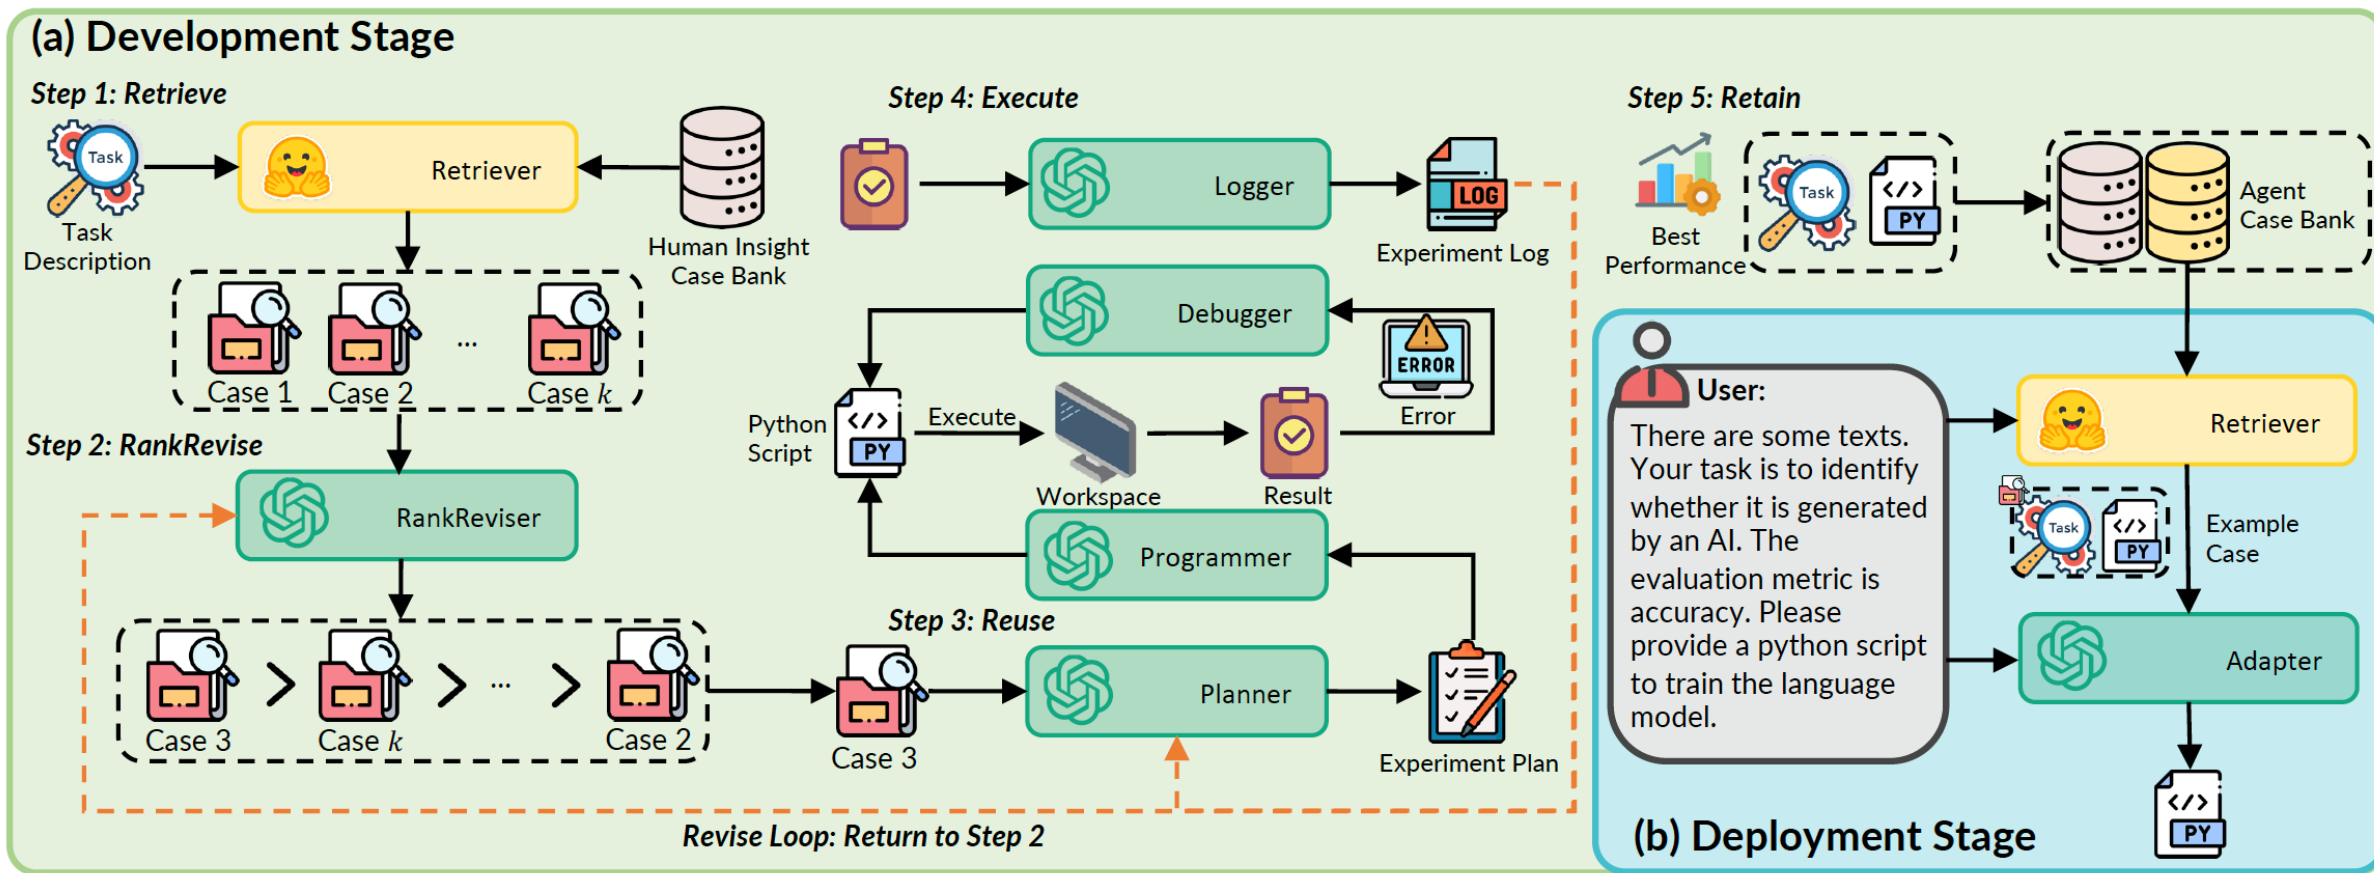 (a) Development Stage
Step 1: Retrieve
Task
Task
Description
Retriever
Human Insight
Case Bank
Case 1
Case 2
...
Case k
Step 2: RankRevise
RankReviser
Case 3
>
Case k
>
...
>
Case 2
Step 3: Reuse
Case 3
Planner
Experiment Plan
Programmer
Python
Script
</>
PY
Execute
Workspace
Result
ERROR
Error
Debugger
Step 4: Execute
Logger
LOG
Experiment Log
Revise Loop: Return to Step 2
Step 5: Retain
Best
Performance
Task
</>
PY
Agent
Case Bank
User:
There are some texts.
Your task is to identify
whether it is generated
by an AI. The
evaluation metric is
accuracy. Please
provide a python script
to train the language
model.
Retriever
Task
</>
PY
Example
Case
Adapter
</>
PY
(b) Deployment Stage